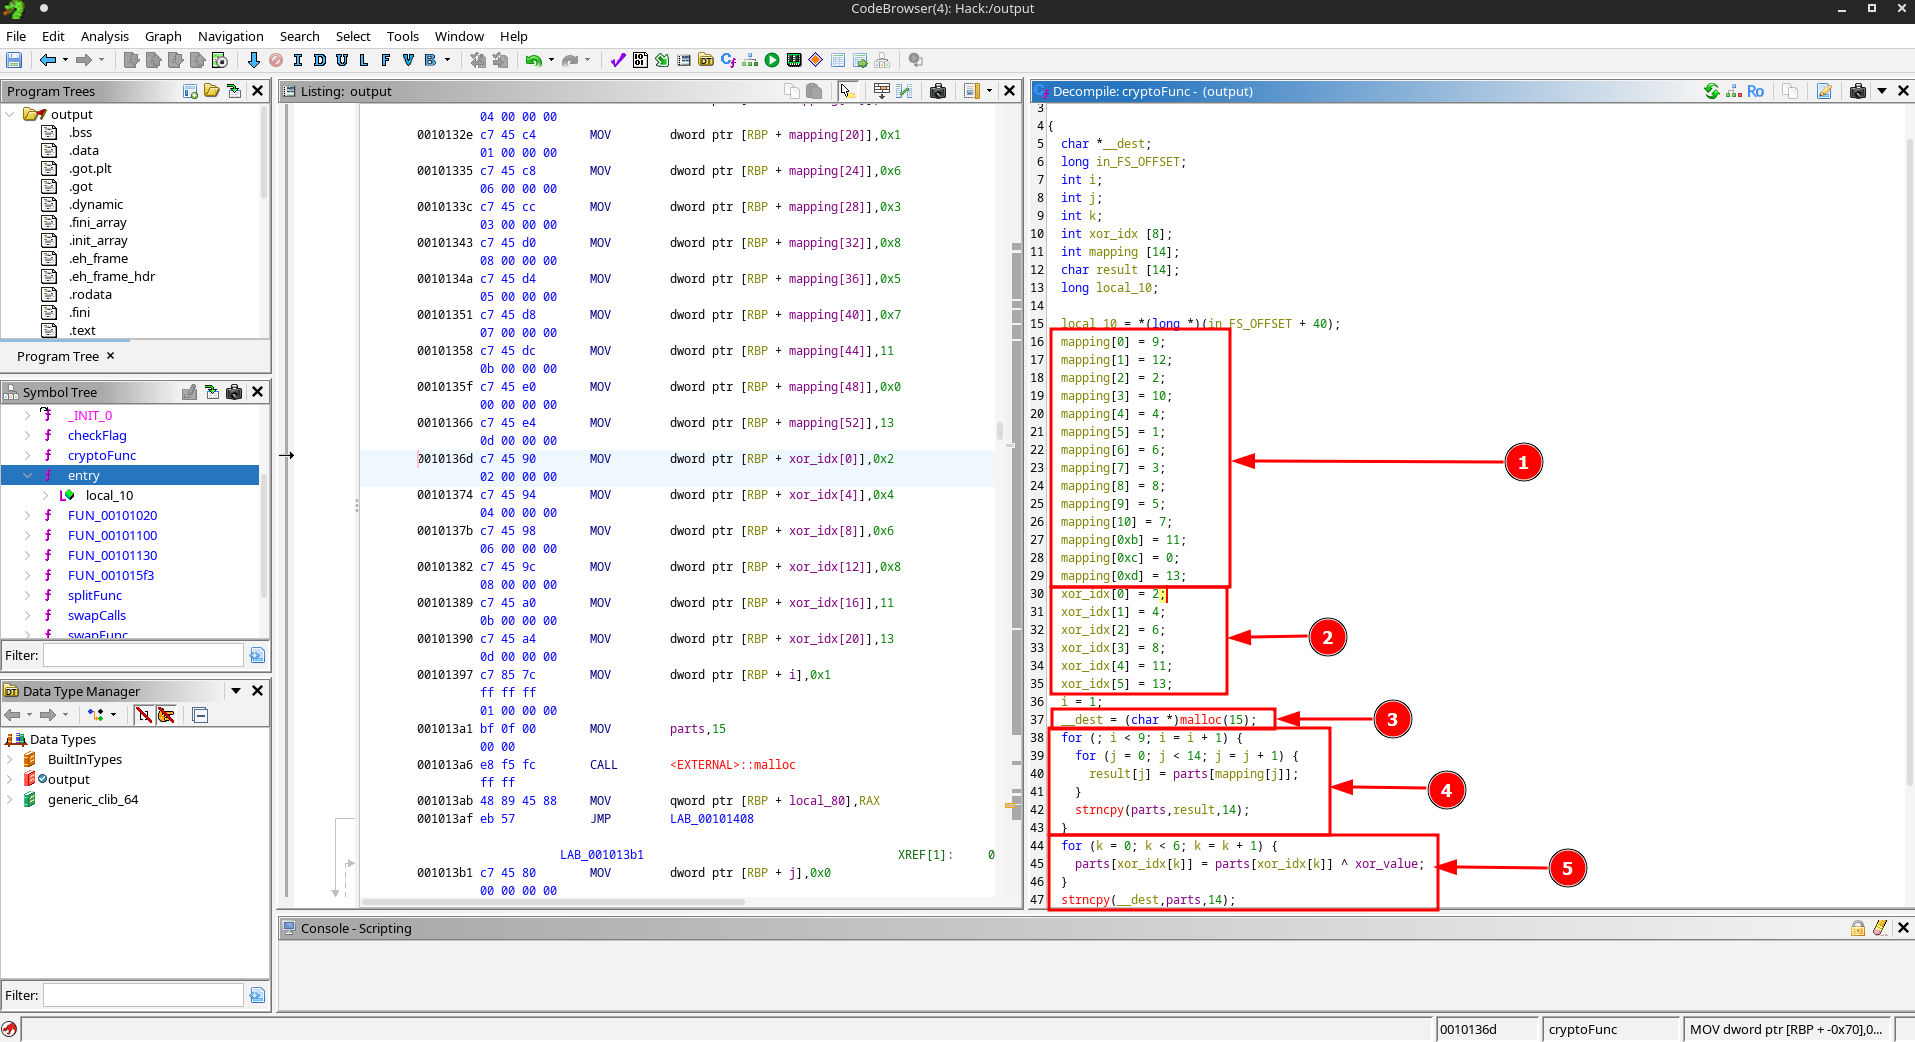 CodeBrowser(4): Hack:/output
File Edit Analysis Graph Navigation Search Select Tools Window Help
I D U L F V B
Program Trees
output
.bss
.data
.got.plt
.got
.dynamic
.fini_array
.init_array
.eh_frame
.eh_frame_hdr
.rodata
.fini
.text
Program Tree ×
Symbol Tree
_INIT_0
checkFlag
cryptoFunc
entry
local_10
FUN_00101020
FUN_00101100
FUN_00101130
FUN_001015f3
splitFunc
swapCalls
swapFunc
Filter:
Data Type Manager
Data Types
BuiltInTypes
output
generic_clib_64
Filter:
Listing: output
04 00 00 00
0010132e c7 45 c4 MOV dword ptr [RBP + mapping[20]],0x1
01 00 00 00
00101335 c7 45 c8 MOV dword ptr [RBP + mapping[24]],0x6
06 00 00 00
0010133c c7 45 cc MOV dword ptr [RBP + mapping[28]],0x3
03 00 00 00
00101343 c7 45 d0 MOV dword ptr [RBP + mapping[32]],0x8
08 00 00 00
0010134a c7 45 d4 MOV dword ptr [RBP + mapping[36]],0x5
05 00 00 00
00101351 c7 45 d8 MOV dword ptr [RBP + mapping[40]],0x7
07 00 00 00
00101358 c7 45 dc MOV dword ptr [RBP + mapping[44]],11
0b 00 00 00
0010135f c7 45 e0 MOV dword ptr [RBP + mapping[48]],0x0
00 00 00 00
00101366 c7 45 e4 MOV dword ptr [RBP + mapping[52]],13
0d 00 00 00
0010136d c7 45 90 MOV dword ptr [RBP + xor_idx[0]],0x2
02 00 00 00
00101374 c7 45 94 MOV dword ptr [RBP + xor_idx[4]],0x4
04 00 00 00
0010137b c7 45 98 MOV dword ptr [RBP + xor_idx[8]],0x6
06 00 00 00
00101382 c7 45 9c MOV dword ptr [RBP + xor_idx[12]],0x8
08 00 00 00
00101389 c7 45 a0 MOV dword ptr [RBP + xor_idx[16]],11
0b 00 00 00
00101390 c7 45 a4 MOV dword ptr [RBP + xor_idx[20]],13
0d 00 00 00
00101397 c7 85 7c MOV dword ptr [RBP + i],0x1
ff ff ff
01 00 00 00
001013a1 bf 0f 00 MOV parts,15
00 00
001013a6 e8 f5 fc CALL <EXTERNAL>::malloc
ff ff
001013ab 48 89 45 88 MOV qword ptr [RBP + local_80],RAX
001013af eb 57 JMP LAB_00101408
LAB_001013b1 XREF[1]: 0
001013b1 c7 45 80 MOV dword ptr [RBP + j],0x0
00 00 00 00
Decompile: cryptoFunc - (output)
Ro
3
4 {
5 char *__dest;
6 long in_FS_OFFSET;
7 int i;
8 int j;
9 int k;
10 int xor_idx [8];
11 int mapping [14];
12 char result [14];
13 long local_10;
14
15 local_10 = *(long *)(in_FS_OFFSET + 40);
16 mapping[0] = 9;
17 mapping[1] = 12;
18 mapping[2] = 2;
19 mapping[3] = 10;
20 mapping[4] = 4;
21 mapping[5] = 1;
22 mapping[6] = 6;
23 mapping[7] = 3;
24 mapping[8] = 8;
25 mapping[9] = 5;
26 mapping[10] = 7;
27 mapping[0xb] = 11;
28 mapping[0xc] = 0;
29 mapping[0xd] = 13;
30 xor_idx[0] = 2;
31 xor_idx[1] = 4;
32 xor_idx[2] = 6;
33 xor_idx[3] = 8;
34 xor_idx[4] = 11;
35 xor_idx[5] = 13;
36 i = 1;
37 __dest = (char *)malloc(15);
38 for (; i < 9; i = i + 1) {
39 for (j = 0; j < 14; j = j + 1) {
40 result[j] = parts[mapping[j]];
41 }
42 strncpy(parts,result,14);
43 }
44 for (k = 0; k < 6; k = k + 1) {
45 parts[xor_idx[k]] = parts[xor_idx[k]] ^ xor_value;
46 }
47 strncpy(__dest,parts,14);
1
2
3
4
5
Console - Scripting
0010136d cryptoFunc MOV dword ptr [RBP + -0x70],0...